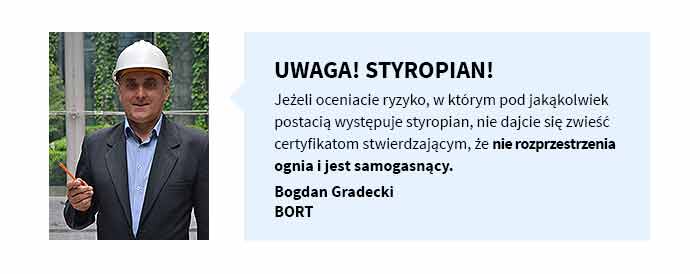 UWAGA! STYROPIAN!
Jeżeli oceniacie ryzyko, w którym pod jakąkolwiek
postacią występuje styropian, nie dajcie się zwieść
certyfikatom stwierdzającym, że nie rozprzestrzenia
ognia i jest samogasnący.
Bogdan Gradecki
BORT